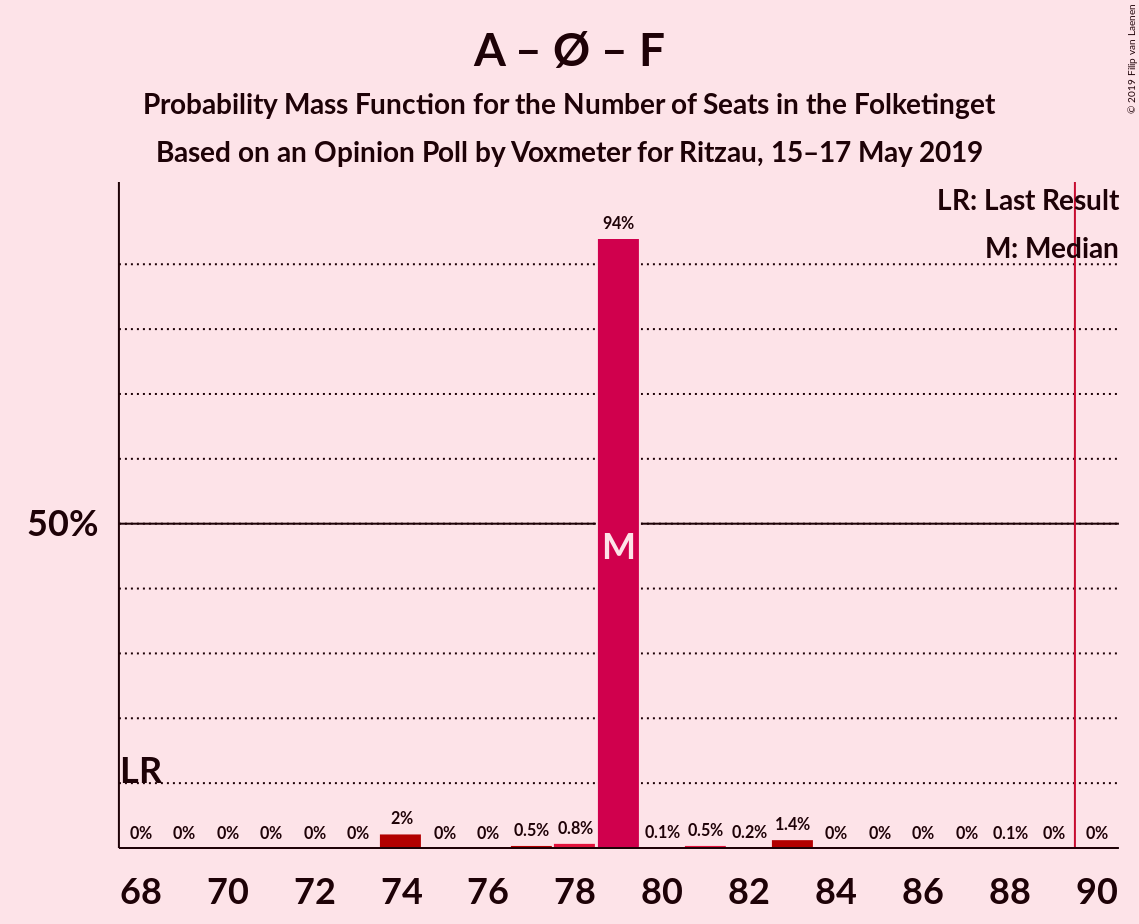 A – Ø – F
Probability Mass Function for the Number of Seats in the Folketinget
Based on an Opinion Poll by Voxmeter for Ritzau, 15–17 May 2019
© 2019 Filip van Laenen
LR: Last Result
M: Median
94%
50%
M
LR
0% 0% 0% 0% 0% 0% 2% 0% 0% 0.5% 0.8% 0.1% 0.5% 0.2% 1.4% 0% 0% 0% 0% 0.1% 0% 0%
68 70 72 74 76 78 80 82 84 86 88 90